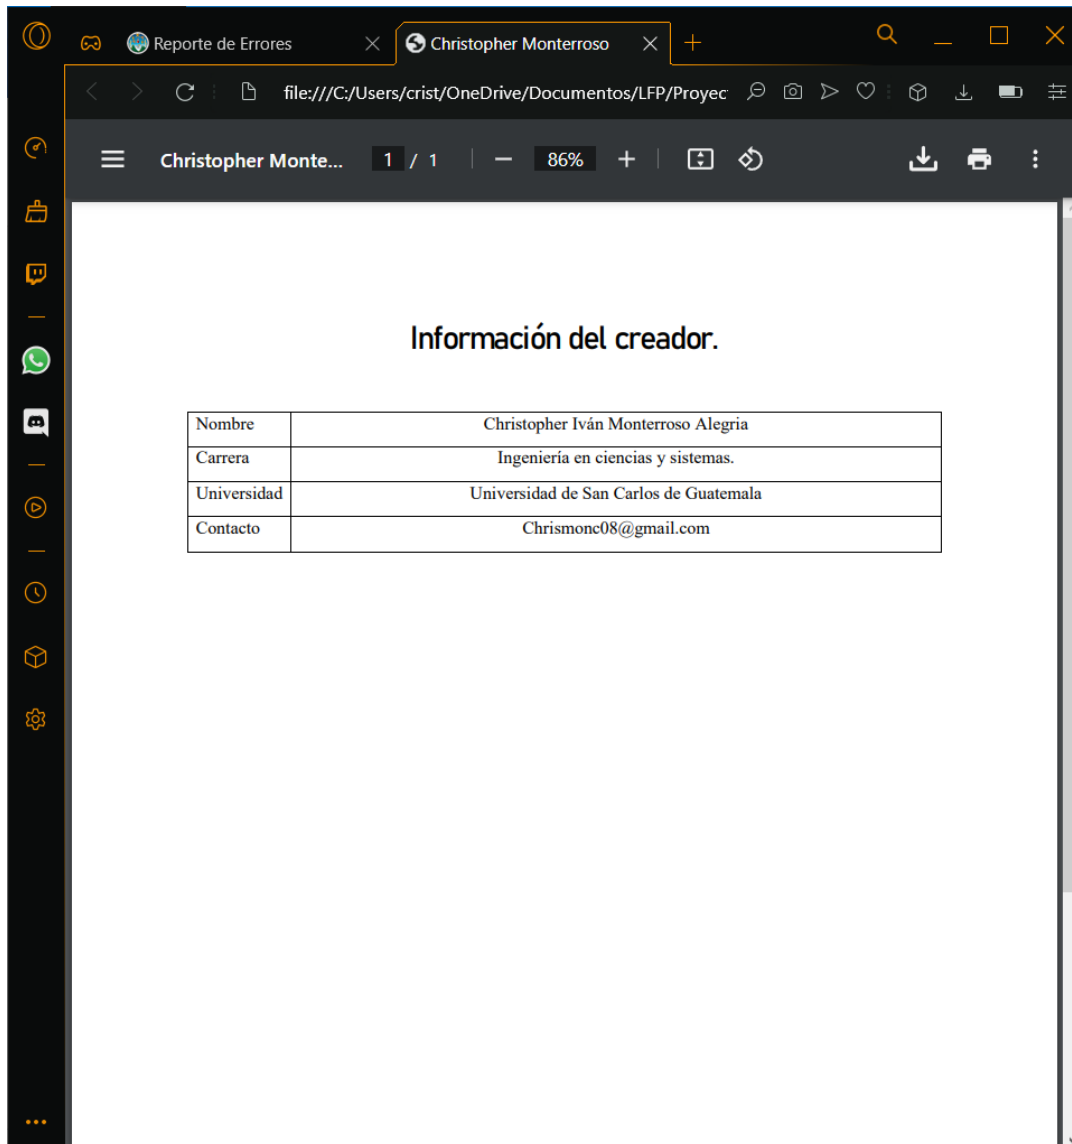 Reporte de Errores
Christopher Monterroso
file:///C:/Users/crist/OneDrive/Documentos/LFP/Proyec
Christopher Monte... 1 / 1 86%
Información del creador.
Nombre Christopher Iván Monterroso Alegria
Carrera Ingeniería en ciencias y sistemas.
Universidad Universidad de San Carlos de Guatemala
Contacto Chrismonc08@gmail.com